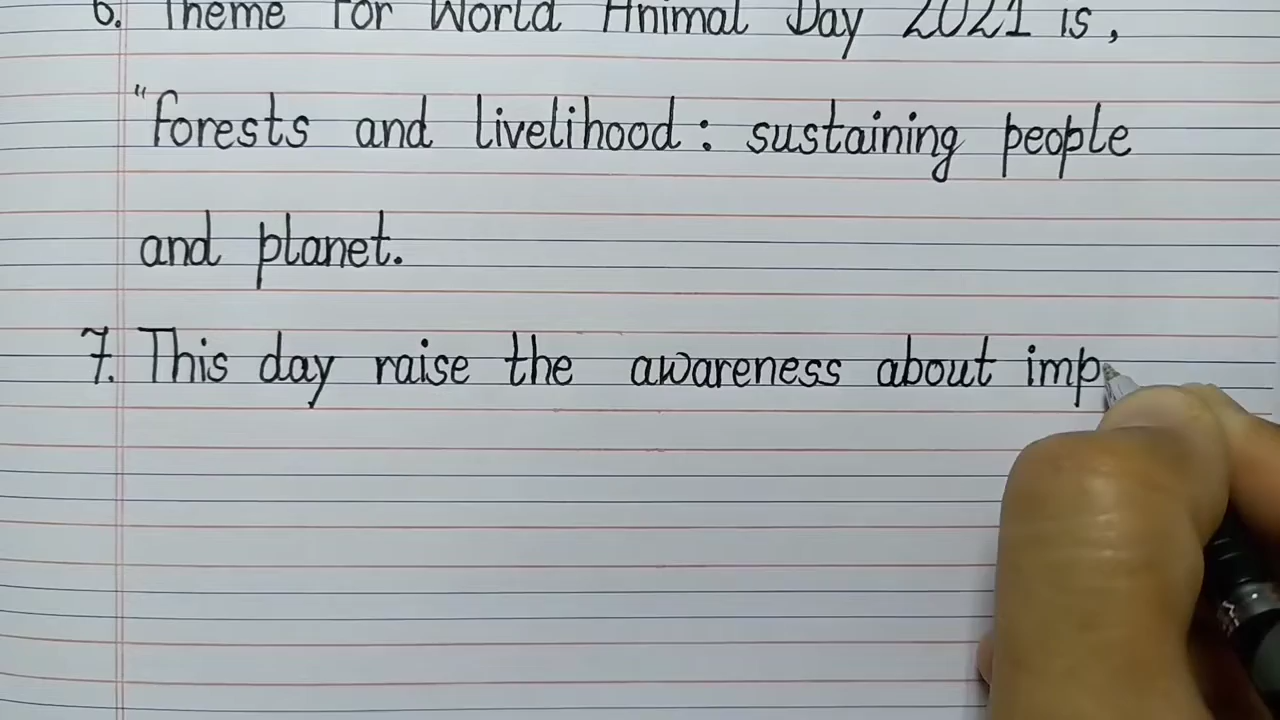 6. Theme for World Animal Day 2021 is,
"forests and livelihood: sustaining people
and planet.
7. This day raise the awareness about imp